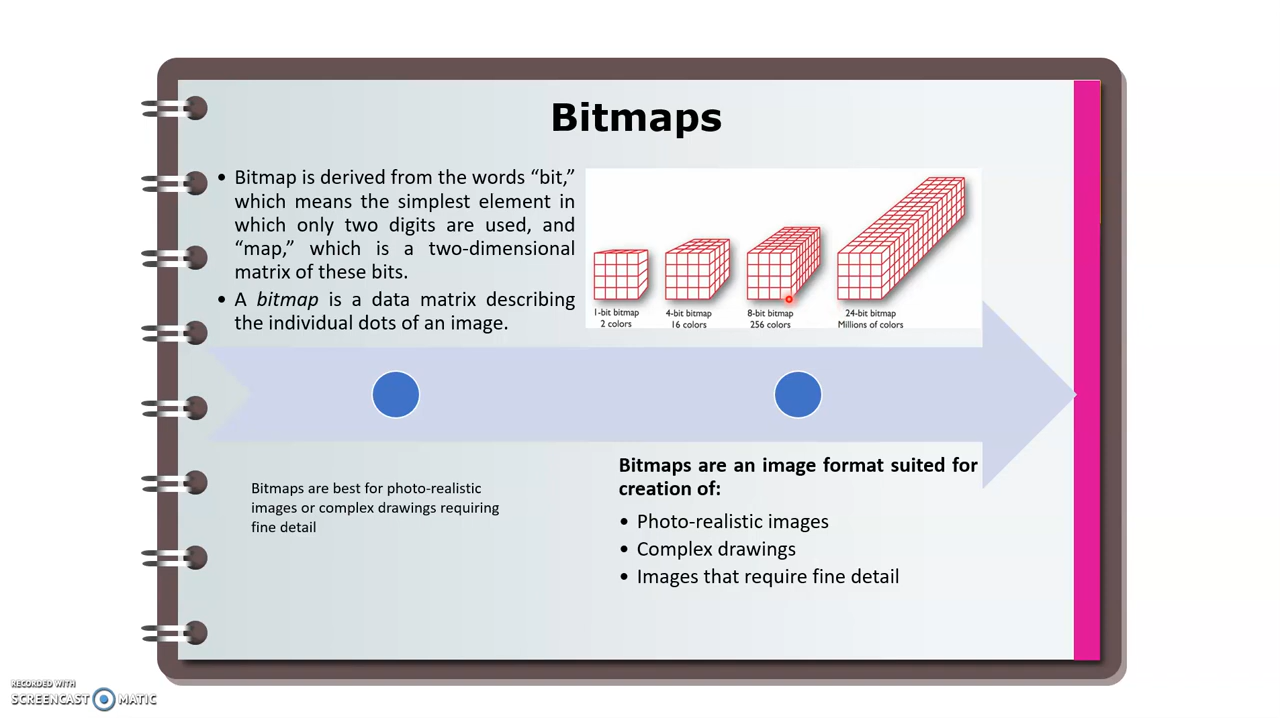 Bitmaps
• Bitmap is derived from the words “bit,”
which means the simplest element in
which only two digits are used, and
“map,” which is a two-dimensional
matrix of these bits.
• A bitmap is a data matrix describing
the individual dots of an image.
1-bit bitmap
2 colors
4-bit bitmap
16 colors
8-bit bitmap
256 colors
24-bit bitmap
Millions of colors
Bitmaps are best for photo-realistic
images or complex drawings requiring
fine detail
Bitmaps are an image format suited for
creation of:
• Photo-realistic images
• Complex drawings
• Images that require fine detail
RECORDED WITH
SCREENCAST MATIC